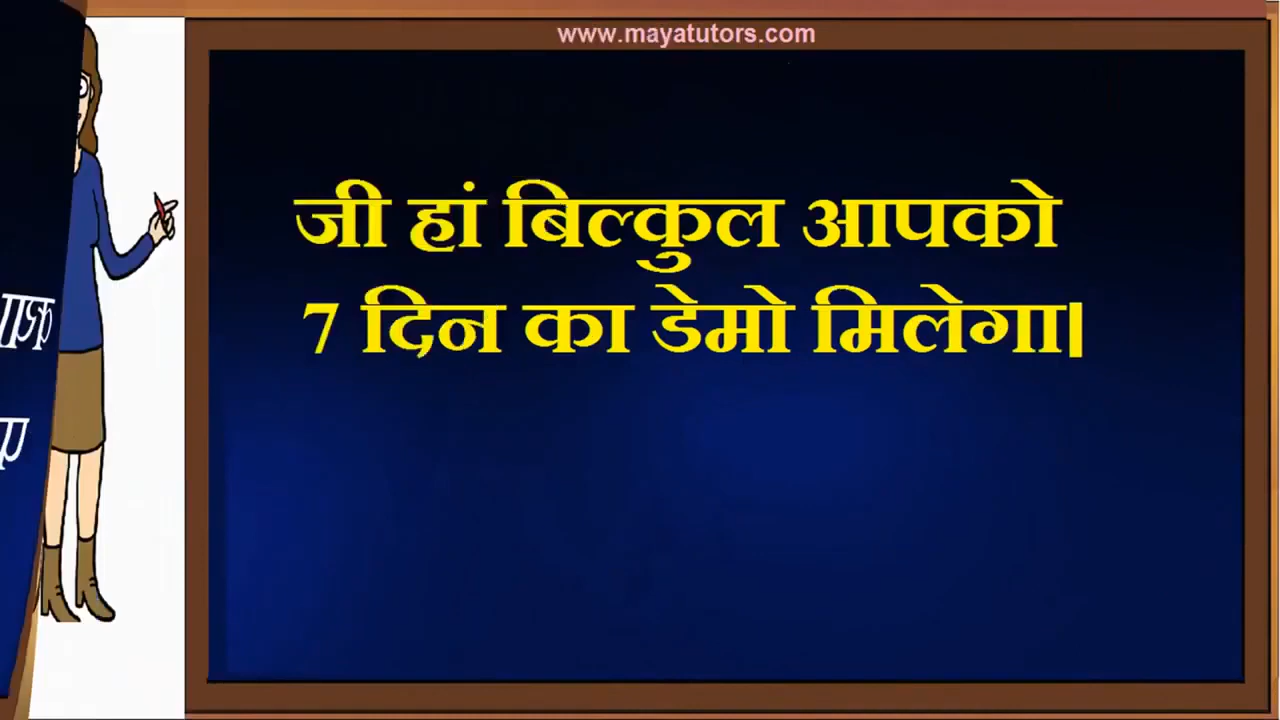 www.mayatutors.com
जी हां बिल्कुल आपको
7 दिन का डेमो मिलेगा।